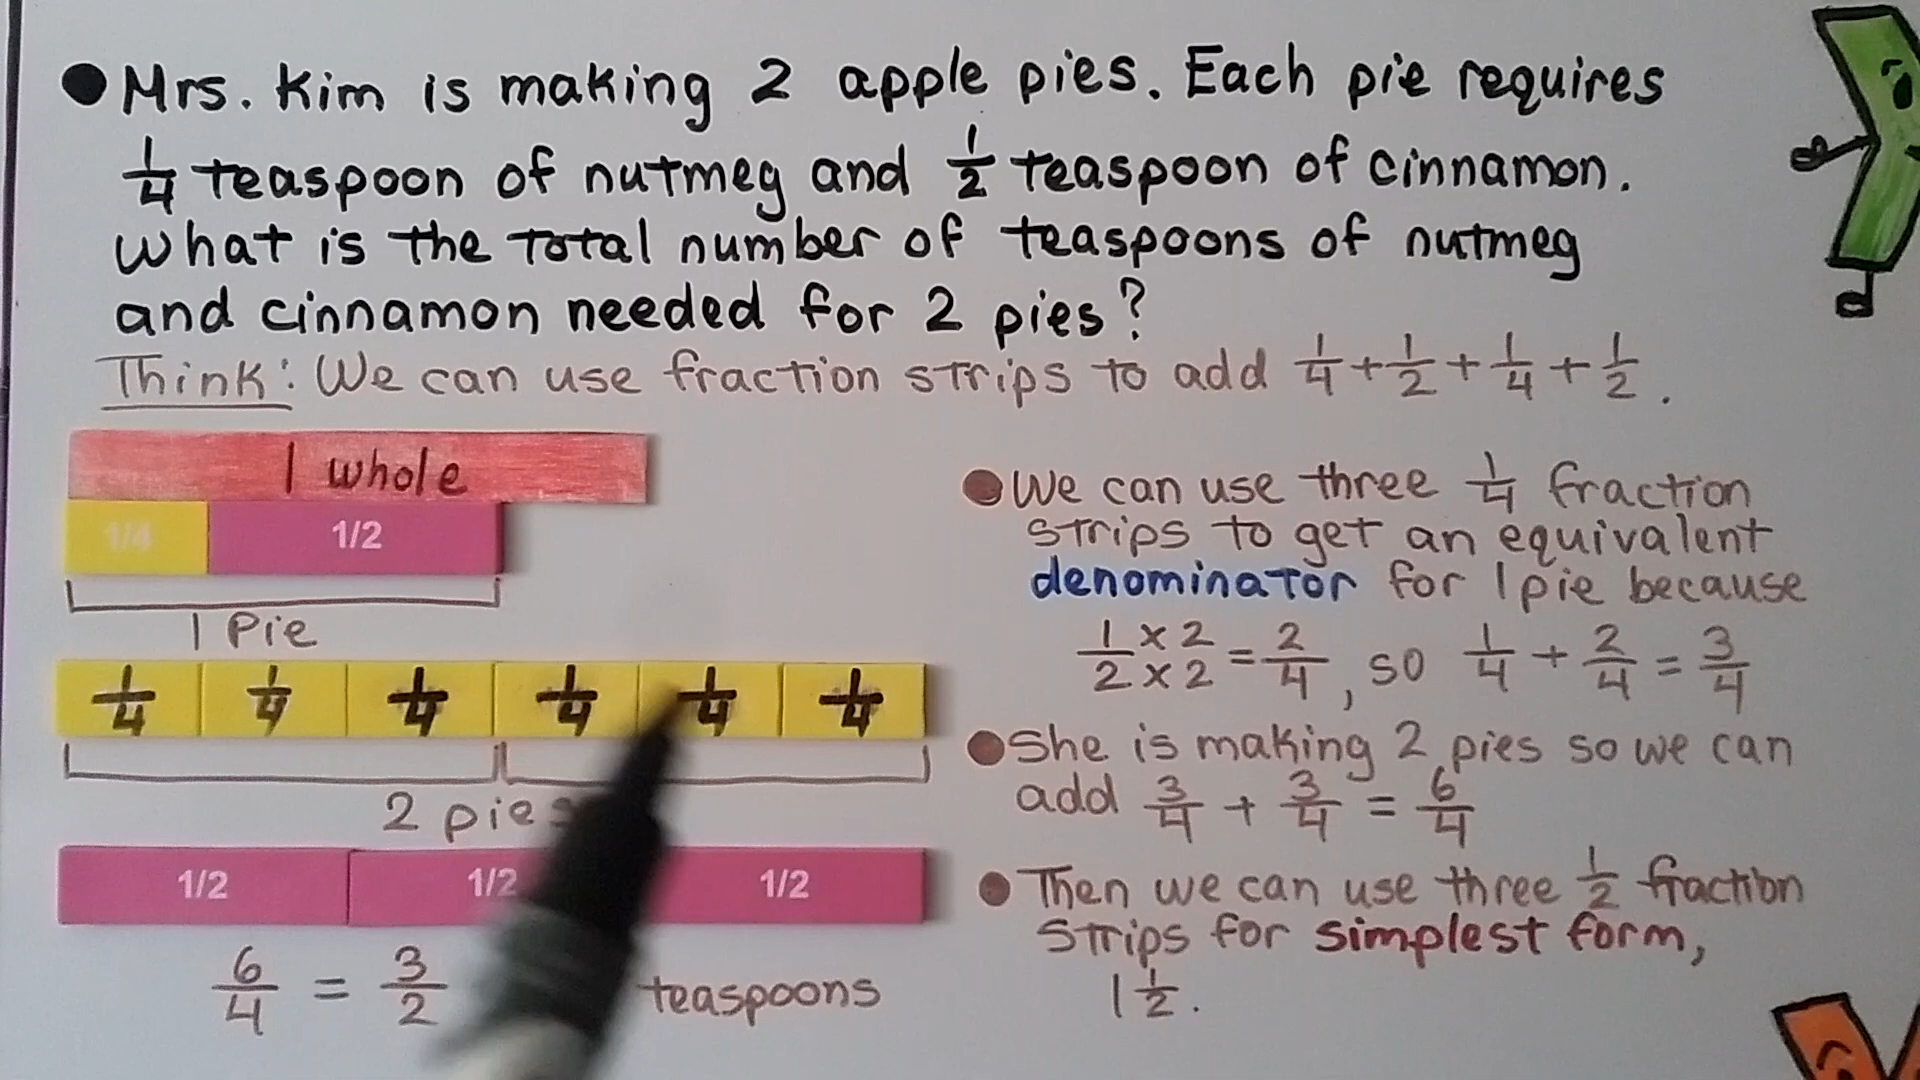 Mrs. Kim is making 2 apple pies. Each pie requires
1/4 teaspoon of nutmeg and 1/2 teaspoon of cinnamon.
What is the total number of teaspoons of nutmeg
and cinnamon needed for 2 pies?
Think: We can use fraction strips to add 1/4 + 1/2 + 1/4 + 1/2.
1 whole
1/4 1/2
1 Pie
1/4 1/4 1/4 1/4 1/4 1/4
2 pies
1/2 1/2 1/2
6/4 = 3/2 teaspoons
We can use three 1/4 fraction
strips to get an equivalent
denominator for 1 pie because
1/2 x 2/x 2 = 2/4, so 1/4 + 2/4 = 3/4
She is making 2 pies so we can
add 3/4 + 3/4 = 6/4
Then we can use three 1/2 fraction
strips for simplest form,
1 1/2.